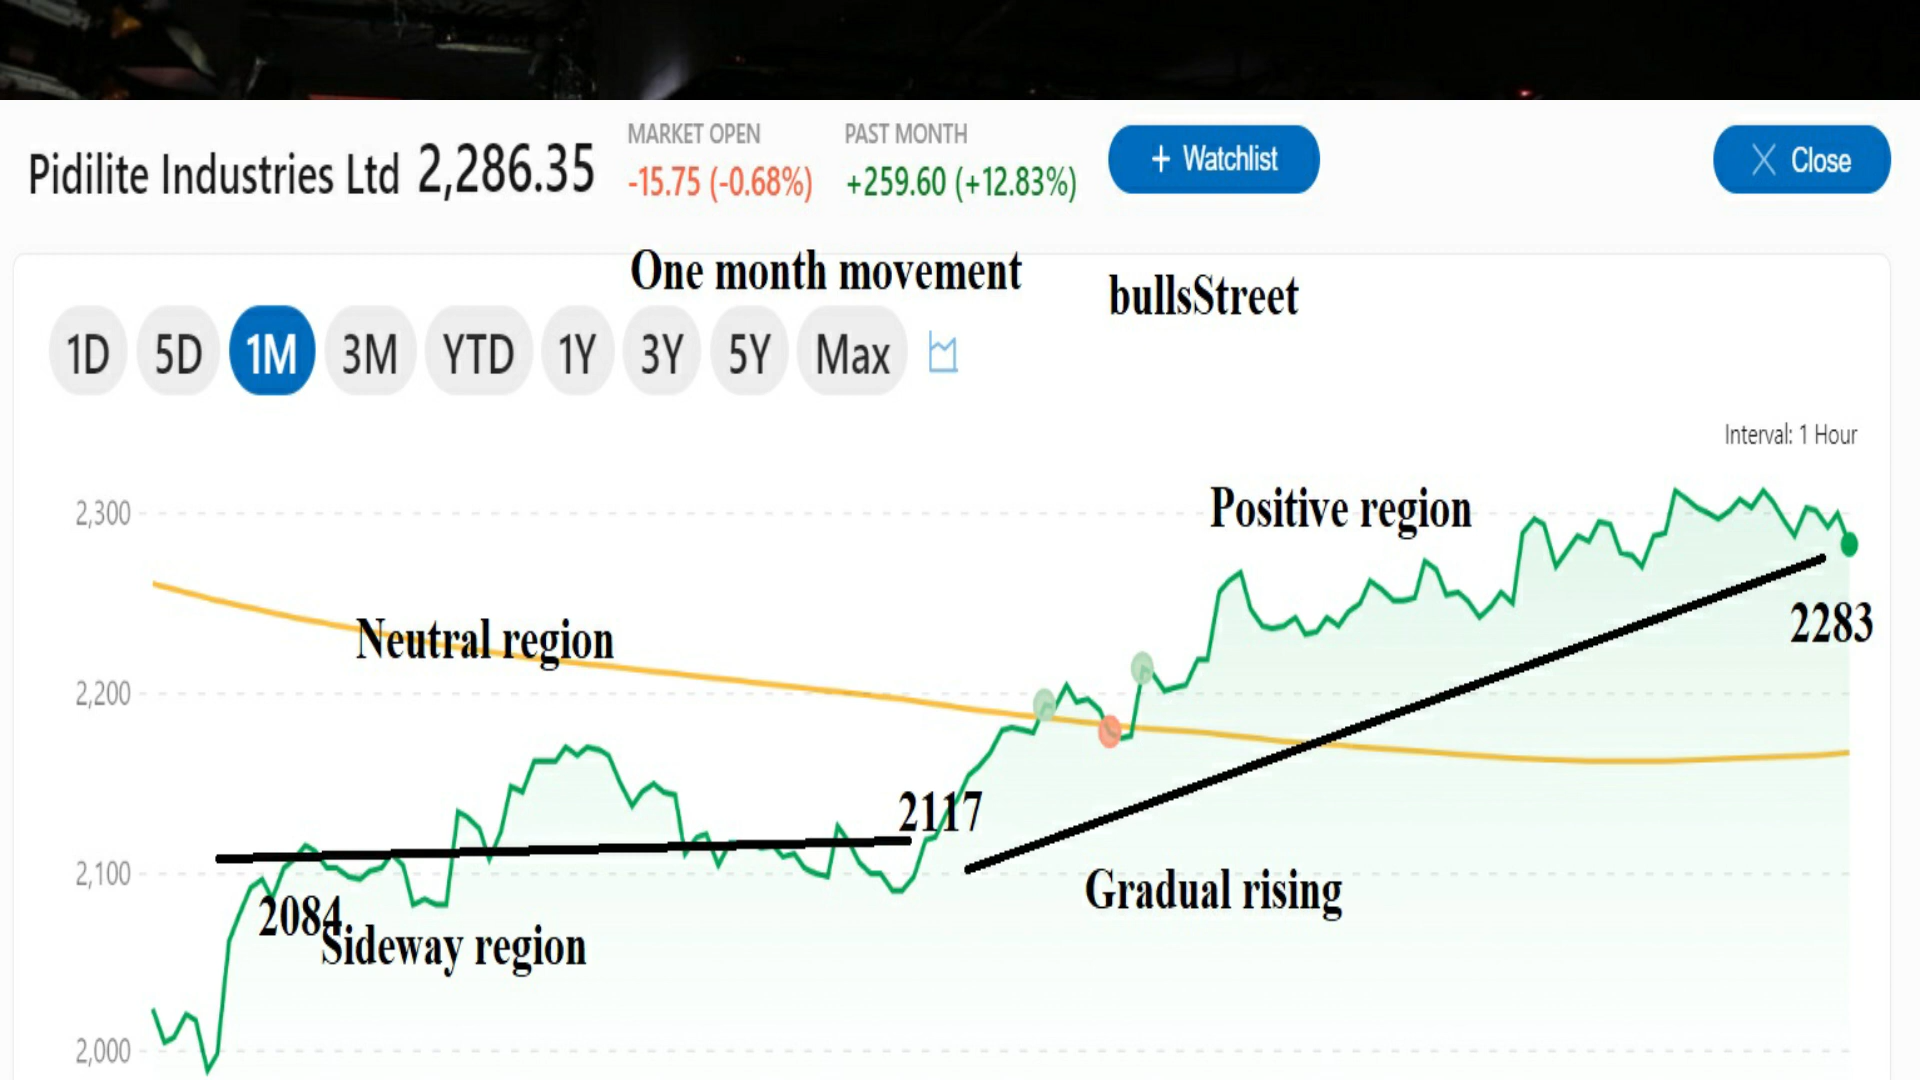 MARKET OPEN PAST MONTH
Pidilite Industries Ltd 2,286.35 -15.75 (-0.68%) +259.60 (+12.83%) + Watchlist Close
One month movement bullsStreet
1D 5D 1M 3M YTD 1Y 3Y 5Y Max
Interval: 1 Hour
2,300 Positive region
Neutral region 2283
2,200
2117
2,100 Gradual rising
2084
Sideway region
2,000